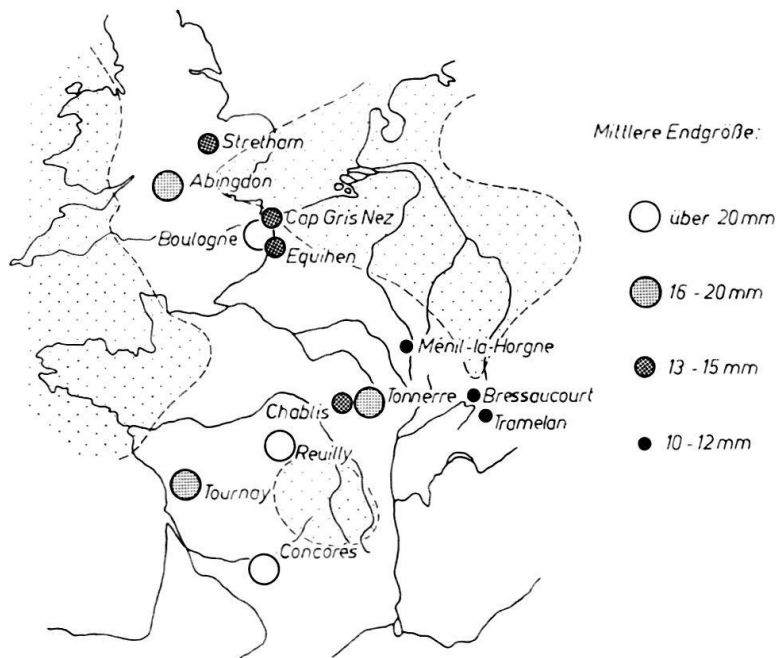 Stretham
Abingdon
Cap Gris Nez
Boulogne
Equihen
Ménil-la-Horgne
Chablis
Tonnerre
Bressaucourt
Tramelan
Reuilly
Tournay
Concores
Mittlere Endgröße:
über 20 mm
16 - 20 mm
13 - 15 mm
10 - 12 mm